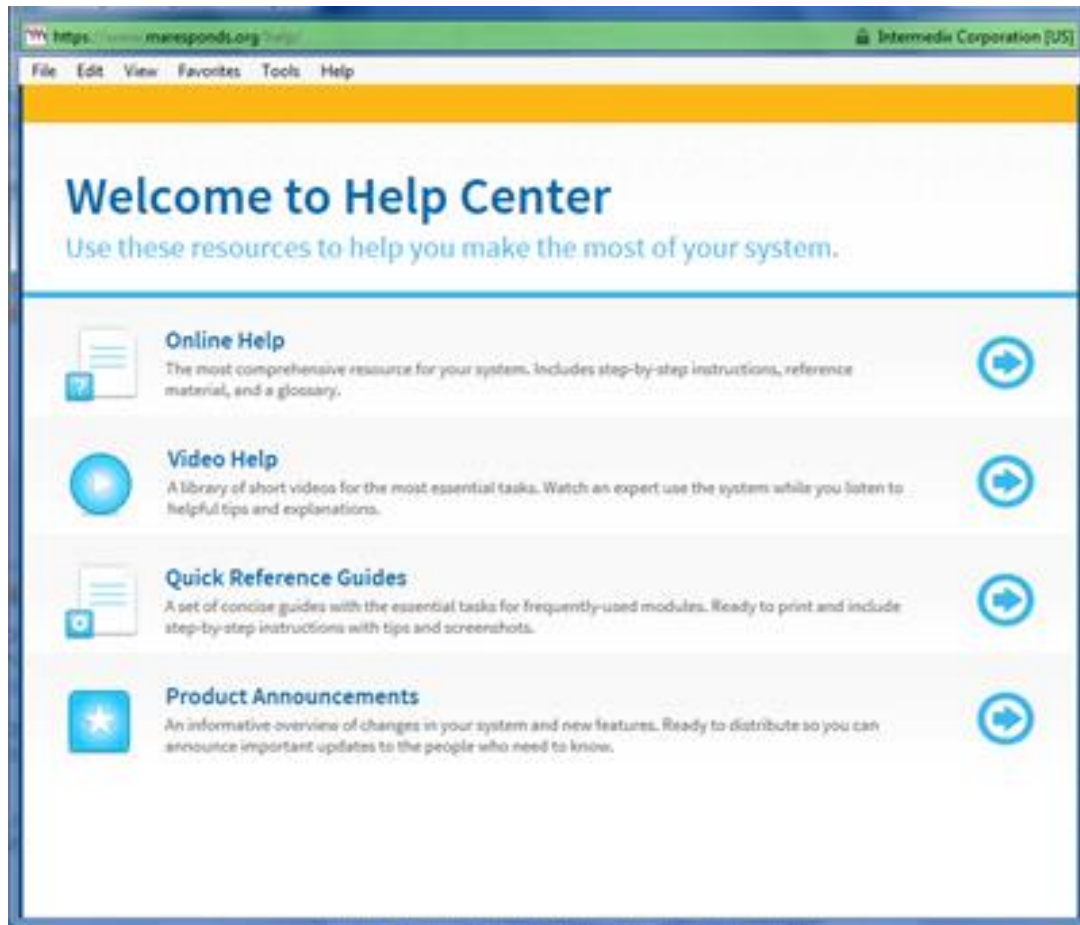 https://www.maresponds.org/help/ Intermedix Corporation [US]
File Edit View Favorites Tools Help
Welcome to Help Center
Use these resources to help you make the most of your system.
Online Help
The most comprehensive resource for your system. Includes step-by-step instructions, reference
material, and a glossary.
Video Help
A library of short videos for the most essential tasks. Watch an expert use the system while you listen to
helpful tips and explanations.
Quick Reference Guides
A set of concise guides with the essential tasks for frequently-used modules. Ready to print and include
step-by-step instructions with tips and screenshots.
Product Announcements
An informative overview of changes in your system and new features. Ready to distribute so you can
announce important updates to the people who need to know.